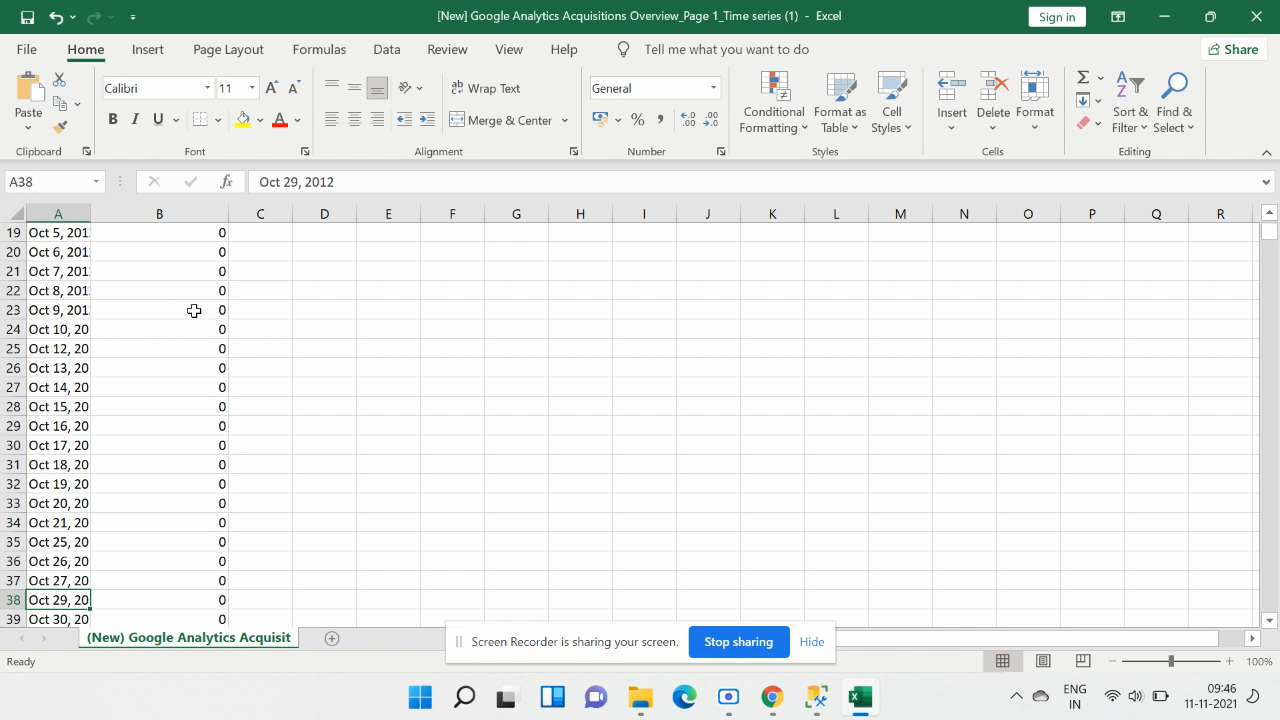 [New] Google Analytics Acquisitions Overview_Page 1_Time series (1) - Excel
Sign in
File Home Insert Page Layout Formulas Data Review View Help Tell me what you want to do Share
Paste
Clipboard
Calibri 11
B I U
Font
Wrap Text
Merge & Center
Alignment
General
%
Number
Conditional Formatting
Format as Table
Cell Styles
Styles
Insert
Delete
Format
Cells
Sort & Filter
Find & Select
Editing
A38 fx Oct 29, 2012
A B C D E F G H I J K L M N O P Q R
19 Oct 5, 201 0
20 Oct 6, 201 0
21 Oct 7, 201 0
22 Oct 8, 201 0
23 Oct 9, 201 0
24 Oct 10, 20 0
25 Oct 12, 20 0
26 Oct 13, 20 0
27 Oct 14, 20 0
28 Oct 15, 20 0
29 Oct 16, 20 0
30 Oct 17, 20 0
31 Oct 18, 20 0
32 Oct 19, 20 0
33 Oct 20, 20 0
34 Oct 21, 20 0
35 Oct 25, 20 0
36 Oct 26, 20 0
37 Oct 27, 20 0
38 Oct 29, 20 0
39 Oct 30, 20 0
(New) Google Analytics Acquisit
Screen Recorder is sharing your screen. Stop sharing Hide
Ready
100%
ENG
IN
09:46
11-11-2021